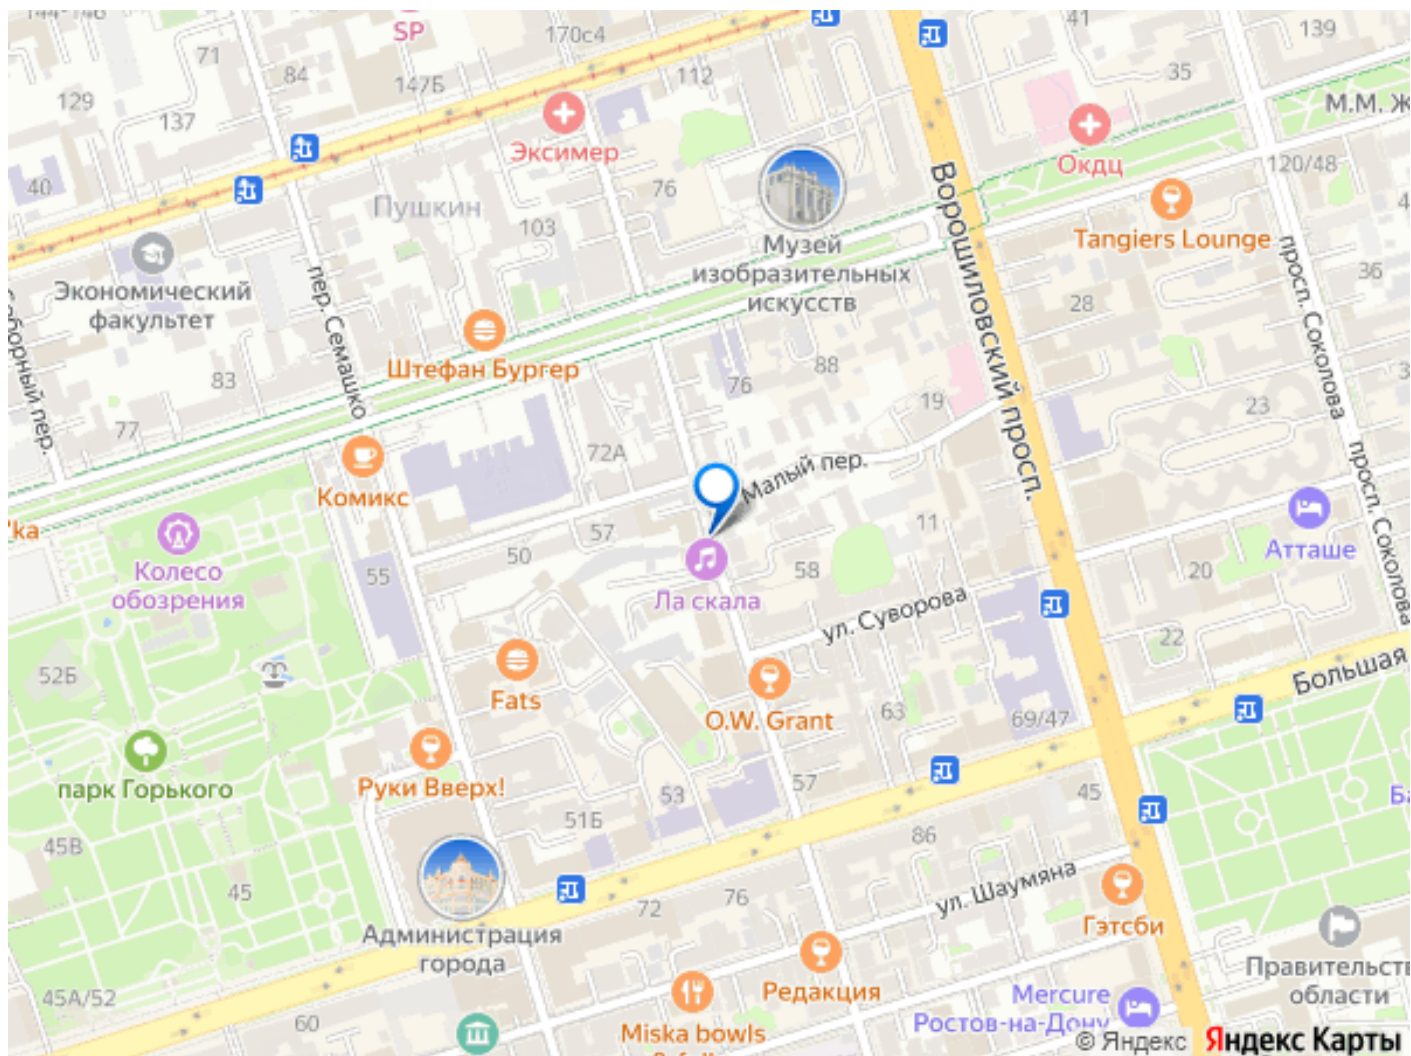 SP
170с4
41
139
71
84
147Б
112
35
129
137
М.М. Ж
Эксимер
Окдц
120/48
40
76
Пушкин
103
Tangiers Lounge
Музей
изобразительных
искусств
Ворошиловский просп.
просп. Соколова
36
Экономический
факультет
пер. Семашко
28
Штефан Бургер
88
83
76
19
23
77
72А
Комикс
Малый пер.
просп. Соколова
'ka
57
11
Атташе
Колесо
обозрения
55
50
58
20
Ла скала
ул. Суворова
22
52Б
Fats
O.W. Grant
63
69/47
Большая
парк Горького
Руки Вверх!
53
57
45
51Б
86
45В
45
76
72
ул. Шаумяна
Гэтсби
Администрация
города
Редакция
Правительств
области
45А/52
60
Miska bowls
Mercure
Ростов-на-Дону
© Яндекс Яндекс Карты